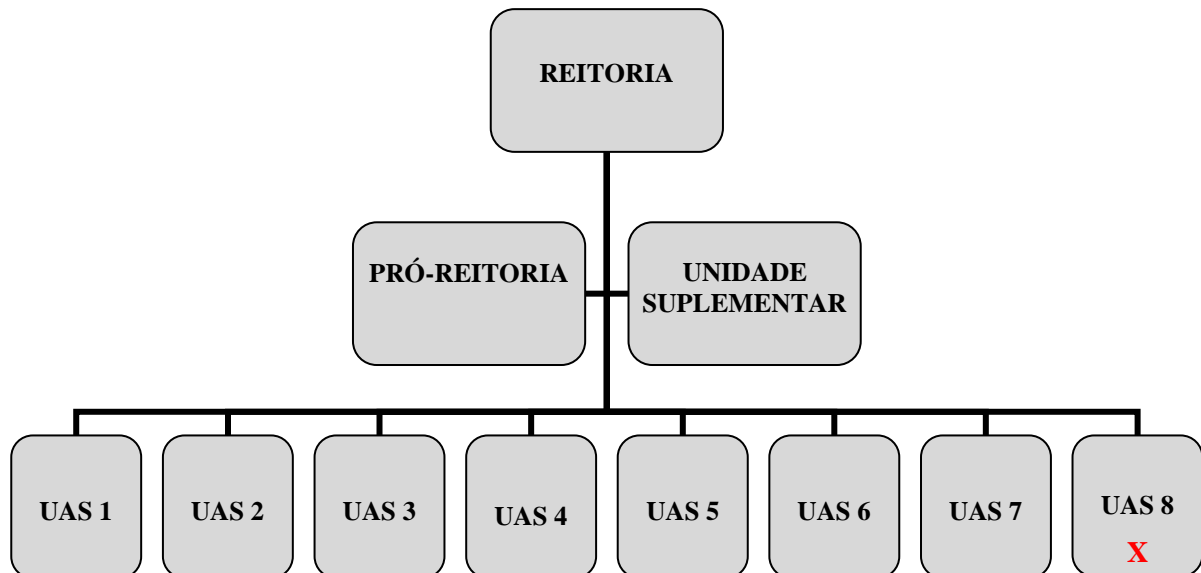 REITORIA
PRÓ-REITORIA
UNIDADE
SUPLEMENTAR
UAS 1
UAS 2
UAS 3
UAS 4
UAS 5
UAS 6
UAS 7
UAS 8
X